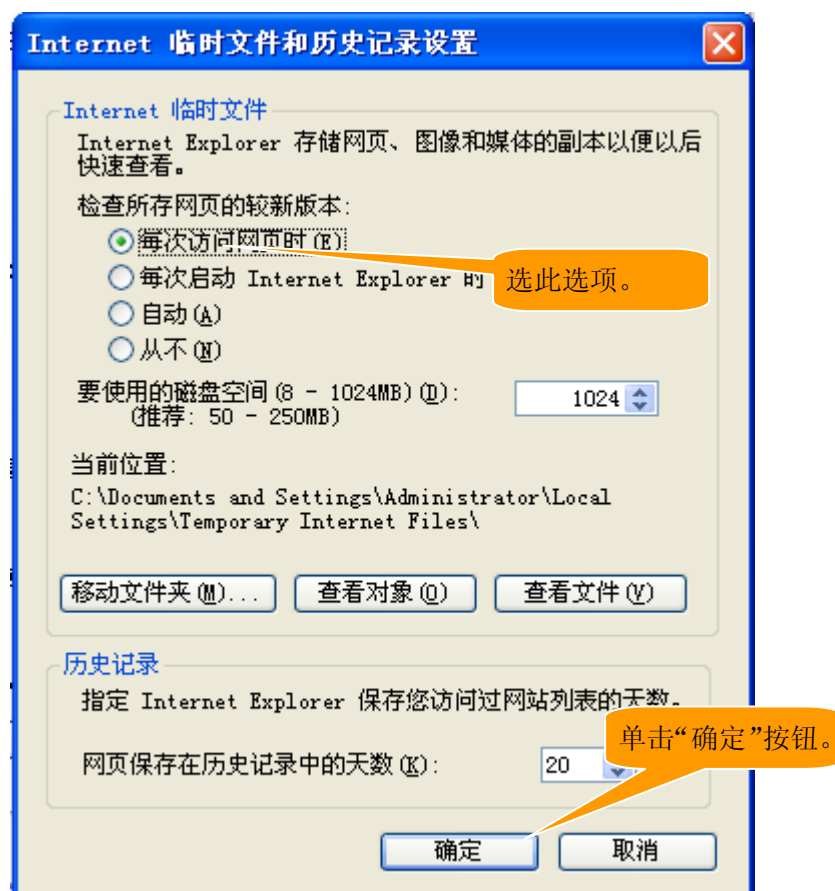 Internet 临时文件和历史记录设置
Internet 临时文件
Internet Explorer 存储网页、图像和媒体的副本以便以后
快速查看。
检查所存网页的较新版本:
每次访问网页时(E)
每次启动 Internet Explorer 时
选此选项。
自动(A)
从不(N)
要使用的磁盘空间(8 - 1024MB)(D):
1024
(推荐: 50 - 250MB)
当前位置:
C:\Documents and Settings\Administrator\Local
Settings\Temporary Internet Files\
移动文件夹(M)... 查看对象(O) 查看文件(V)
历史记录
指定 Internet Explorer 保存您访问过网站列表的天数。
单击“确定”按钮。
网页保存在历史记录中的天数(K): 20
确定 取消